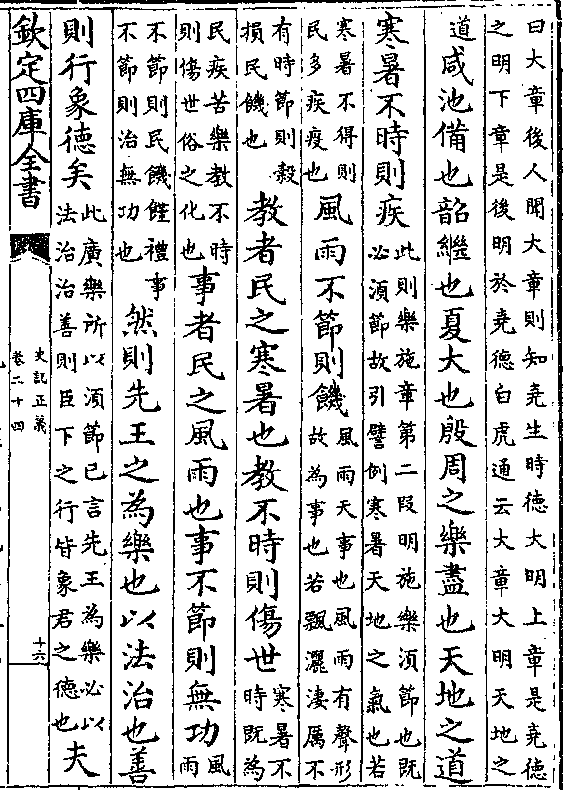 曰大章後人聞大章則知堯生時德大明上章是堯德
之明下章是後明於堯德白虎通云大章大明天地之
道咸池備也韶繼也夏大也殷周之樂盡也天地之道
寒暑不時則疾此則樂施章第二段明施樂須節也既
必須節故引譬例寒暑天地之氣也若
寒暑不得則
民多疾疫也風雨不節則饑風雨天事也風雨有聲形
故為事也若飄灑淒厲不
有時節則穀
損民饑也教者民之寒暑也教不時則傷世寒暑不
時既為
民疾苦樂教不時
則傷世俗之化也事者民之風雨也事不節則無功風
雨
不節則民饑饉禮事
不節則治無功也然則先王之為樂也以法治也善
則行象德矣此廣樂所以須節已言先王為樂必以
法治治善則臣下之行皆象君之德也夫
欽定四庫全書
史記正義
卷二十四
十六